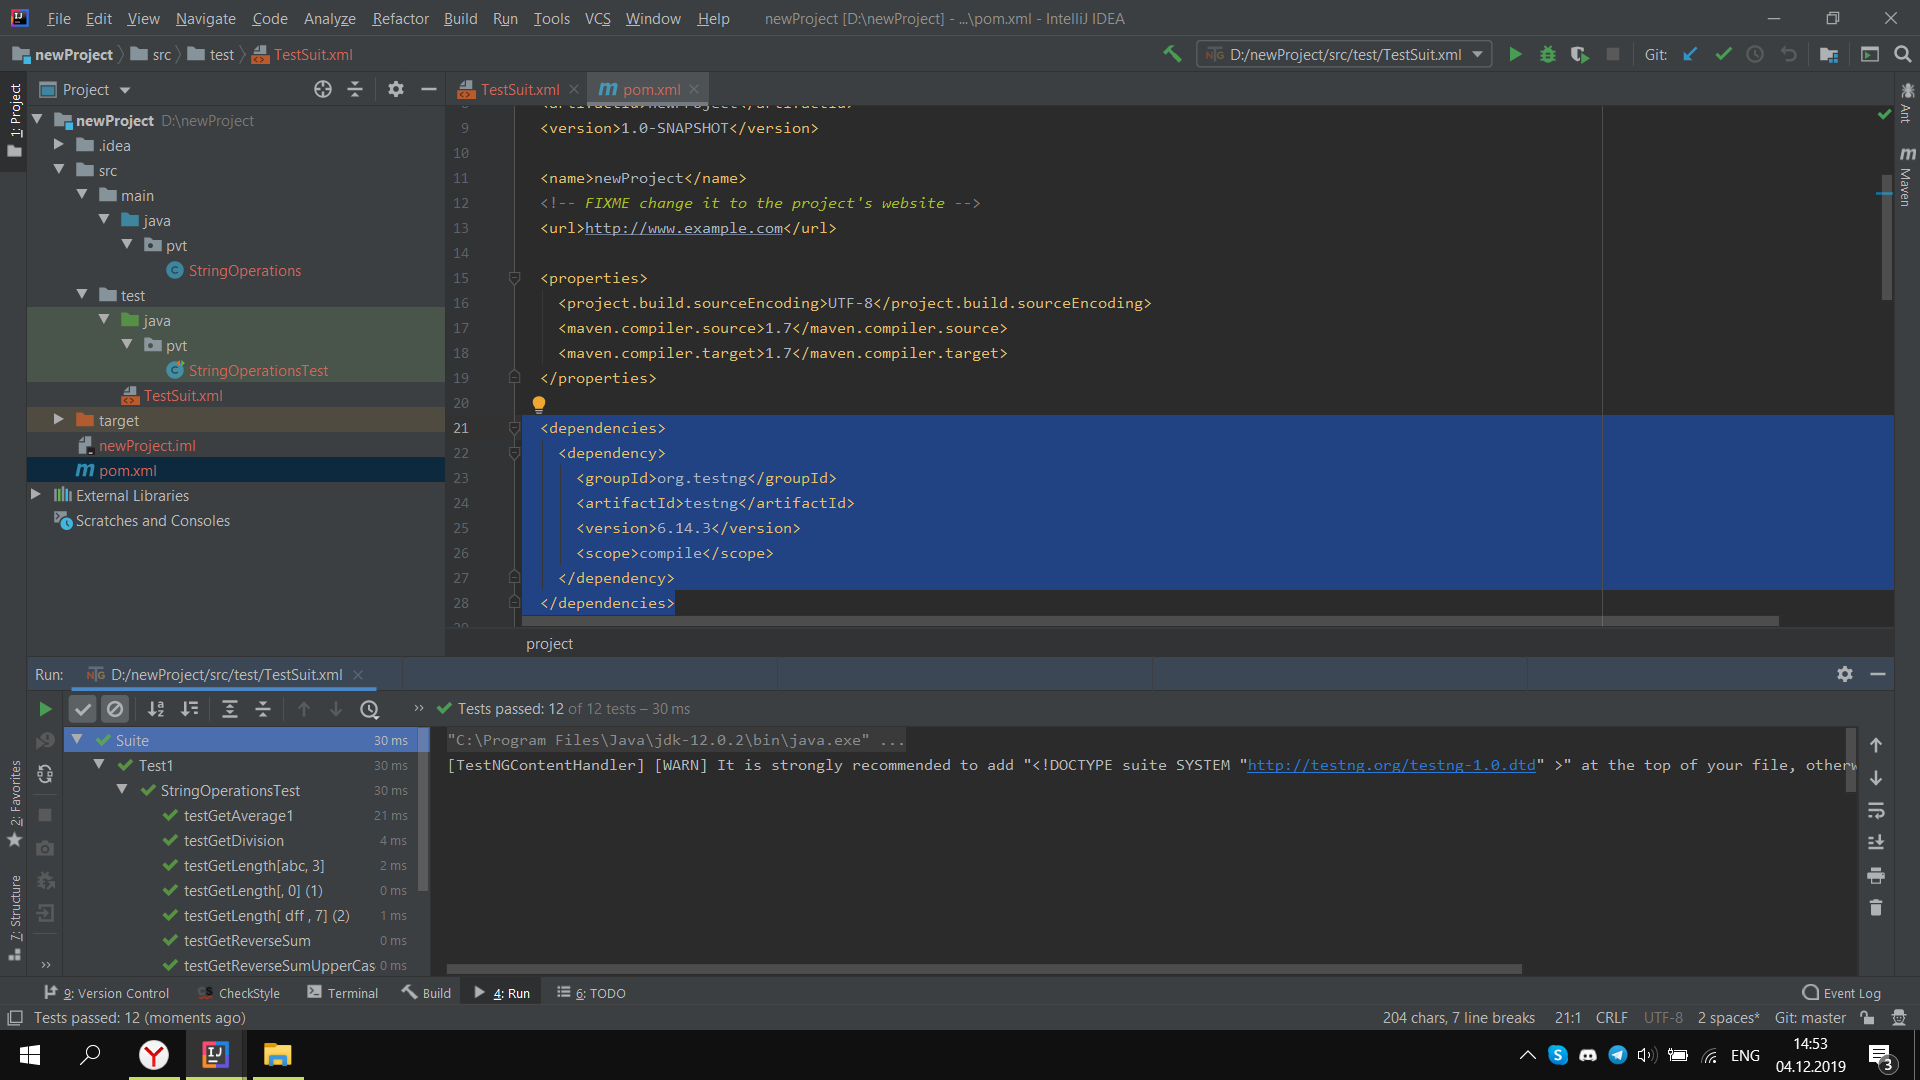 File Edit View Navigate Code Analyze Refactor Build Run Tools VCS Window Help newProject [D:\newProject] - ...\pom.xml - IntelliJ IDEA
newProject src test TestSuit.xml D:/newProject/src/test/TestSuit.xml Git:
Project
TestSuit.xml pom.xml
1: Project
2: Favorites
7: Structure
Ant
Maven
newProject D:\newProject
.idea
src
main
java
pvt
StringOperations
test
java
pvt
StringOperationsTest
TestSuit.xml
target
newProject.iml
pom.xml
External Libraries
Scratches and Consoles
8 <artifactId>newProject</artifactId>
9 <version>1.0-SNAPSHOT</version>
10
11 <name>newProject</name>
12 <!-- FIXME change it to the project's website -->
13 <url>http://www.example.com</url>
14
15 <properties>
16 <project.build.sourceEncoding>UTF-8</project.build.sourceEncoding>
17 <maven.compiler.source>1.7</maven.compiler.source>
18 <maven.compiler.target>1.7</maven.compiler.target>
19 </properties>
20
21 <dependencies>
22 <dependency>
23 <groupId>org.testng</groupId>
24 <artifactId>testng</artifactId>
25 <version>6.14.3</version>
26 <scope>compile</scope>
27 </dependency>
28 </dependencies>
29
project
Run: D:/newProject/src/test/TestSuit.xml
Tests passed: 12 of 12 tests – 30 ms
Suite 30 ms
Test1 30 ms
StringOperationsTest 30 ms
testGetAverage1 21 ms
testGetDivision 4 ms
testGetLength[abc, 3] 2 ms
testGetLength[, 0] (1) 0 ms
testGetLength[ dff , 7] (2) 1 ms
testGetReverseSum 0 ms
testGetReverseSumUpperCas 0 ms
"C:\Program Files\Java\jdk-12.0.2\bin\java.exe" ...
[TestNGContentHandler] [WARN] It is strongly recommended to add "<!DOCTYPE suite SYSTEM "http://testng.org/testng-1.0.dtd" >" at the top of your file, otherw
9: Version Control CheckStyle Terminal Build 4: Run 6: TODO Event Log
Tests passed: 12 (moments ago) 204 chars, 7 line breaks 21:1 CRLF UTF-8 2 spaces* Git: master
ENG
14:53
04.12.2019
3